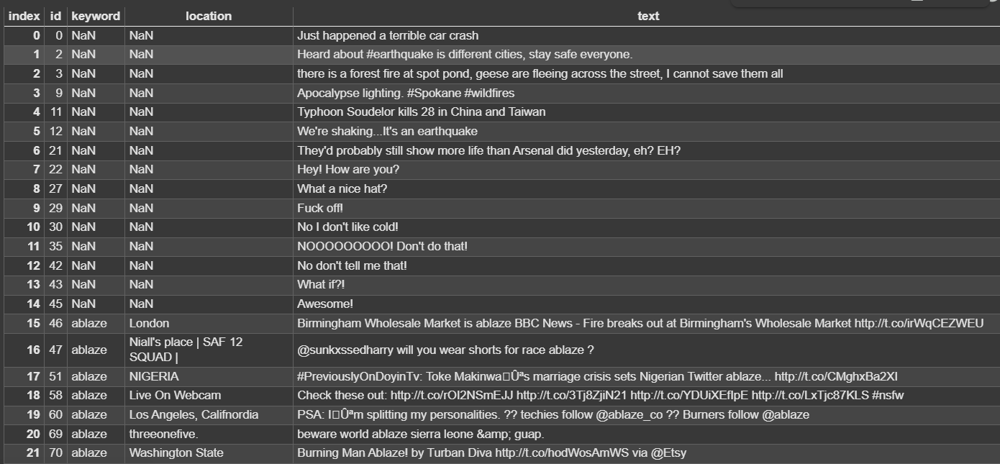 index id keyword location text
0 0 NaN NaN Just happened a terrible car crash
1 2 NaN NaN Heard about #earthquake is different cities, stay safe everyone.
2 3 NaN NaN there is a forest fire at spot pond, geese are fleeing across the street, I cannot save them all
3 9 NaN NaN Apocalypse lighting. #Spokane #wildfires
4 11 NaN NaN Typhoon Soudelor kills 28 in China and Taiwan
5 12 NaN NaN We're shaking...It's an earthquake
6 21 NaN NaN They'd probably still show more life than Arsenal did yesterday, eh? EH?
7 22 NaN NaN Hey! How are you?
8 27 NaN NaN What a nice hat?
9 29 NaN NaN Fuck off!
10 30 NaN NaN No I don't like cold!
11 35 NaN NaN NOOOOOOOOO! Don't do that!
12 42 NaN NaN No don't tell me that!
13 43 NaN NaN What if?!
14 45 NaN NaN Awesome!
15 46 ablaze London Birmingham Wholesale Market is ablaze BBC News - Fire breaks out at Birmingham's Wholesale Market http://t.co/irWqCEZWEU
16 47 ablaze Niall's place | SAF 12
SQUAD | @sunkxssedharry will you wear shorts for race ablaze ?
17 51 ablaze NIGERIA #PreviouslyOnDoyinTv: Toke Makinwa□Ûªs marriage crisis sets Nigerian Twitter ablaze... http://t.co/CMghxBa2XI
18 58 ablaze Live On Webcam Check these out: http://t.co/rOI2NSmEJJ http://t.co/3Tj8ZjiN21 http://t.co/YDUiXEfIpE http://t.co/LxTjc87KLS #nsfw
19 60 ablaze Los Angeles, Califnordia PSA: I□Ûªm splitting my personalities. ?? techies follow @ablaze_co ?? Burners follow @ablaze
20 69 ablaze threeonefive. beware world ablaze sierra leone &amp; guap.
21 70 ablaze Washington State Burning Man Ablaze! by Turban Diva http://t.co/hodWosAmWS via @Etsy